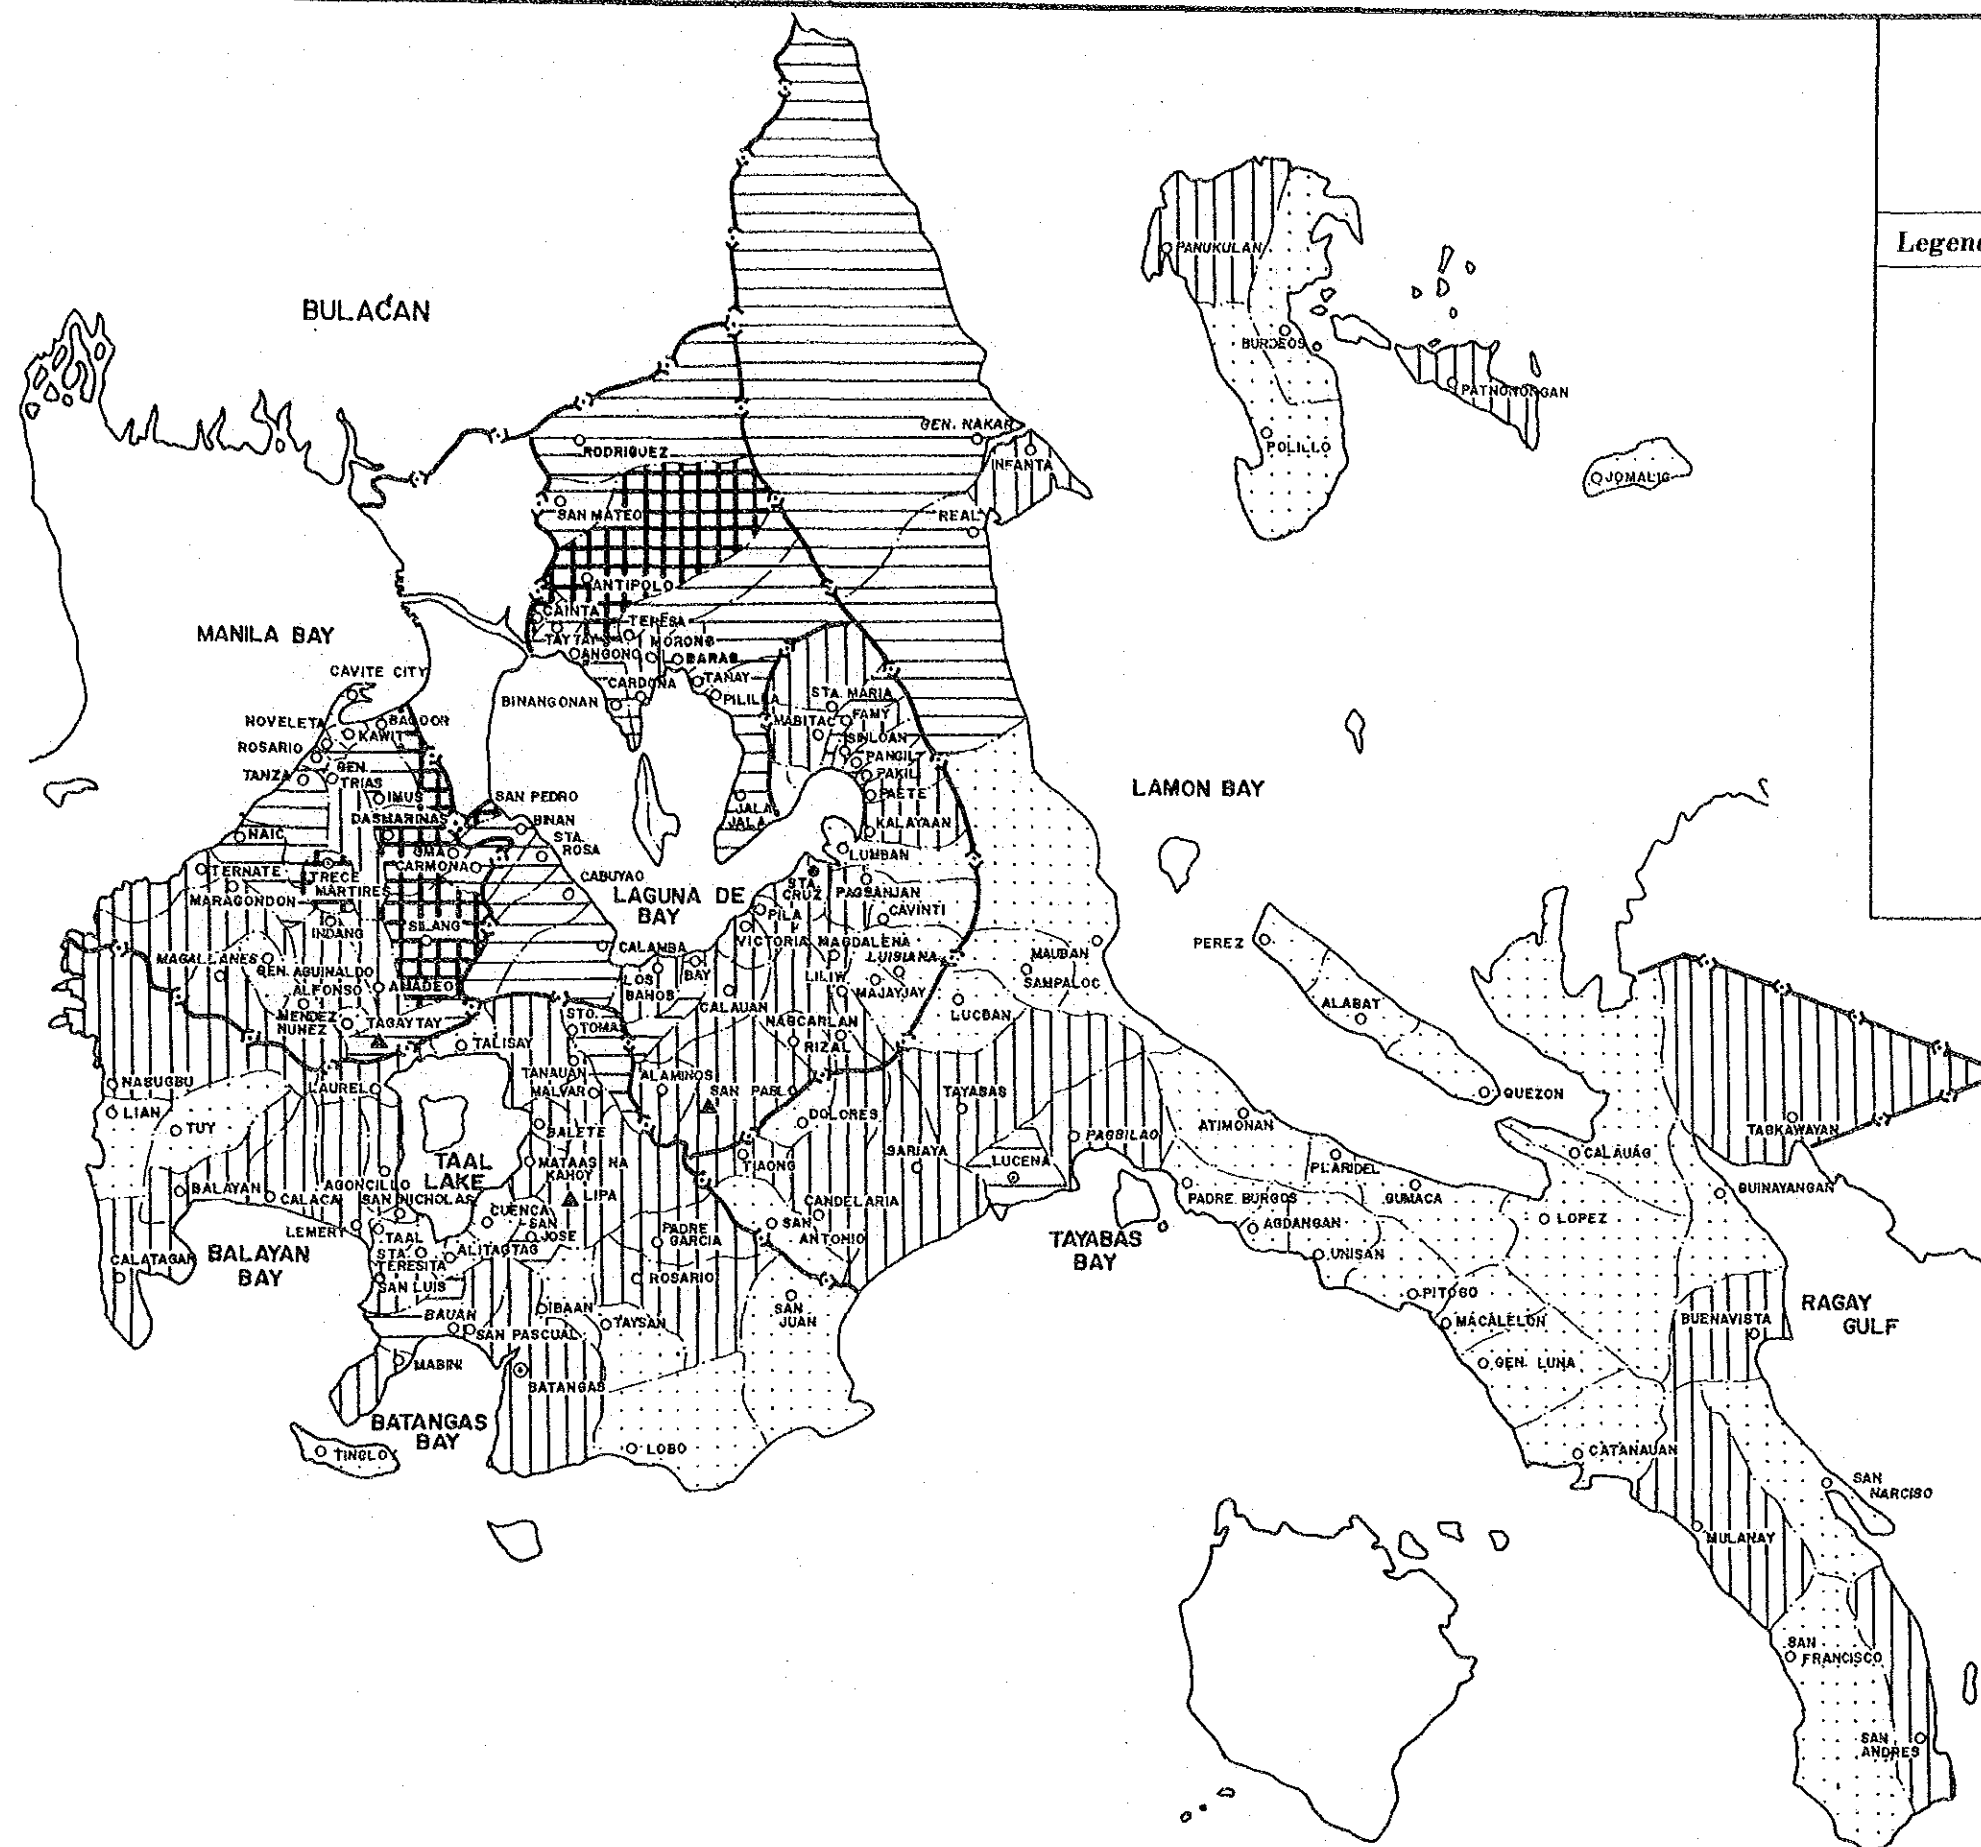 Legend
BULACAN
PANUKULAN
BURDEOS
PATNONONGAN
POLILLO
JOMALIG
GEN. NAKAR
INFANTA
REAL
RODRIGUEZ
SAN MATEO
ANTIPOLO
CAINTA
TERESA
TAYTAY
MORONG
ANGONO
BARAS
CARDONA
TANAY
BINANGONAN
PILILLA
JALA
JALA
MANILA BAY
CAVITE CITY
NOVELETA
BACOOR
KAWIT
ROSARIO
TANZA
GEN.
TRIAS
IMUS
DASMARINAS
NAIC
GMA
CARMONA
TERNATE
TRECE
MARTIRES
MARAGONDON
INDANG
SILANG
MAGALLANES
GEN. AGUINALDO
ALFONSO
AMADEO
MENDEZ
NUNEZ
TAGAYTAY
SAN PEDRO
BINAN
STA.
ROSA
CABUYAO
LAGUNA DE
BAY
CALAMBA
STA. MARIA
MABITAC
FAMY
SINLOAN
PANGIL
PAKIL
PAETE
KALAYAAN
LUMBAN
STA.
CRUZ
PAGSANJAN
PILA
CAVINTI
VICTORIA
MAGDALENA
LUISIANA
LOS
BANOS
BAY
LILIW
MAJAYJAY
CALAUAN
NAGCARLAN
RIZAL
ALAMINOS
SAN PABLO
LAMON BAY
MAUBAN
SAMPALOC
LUCBAN
PEREZ
ALABAT
QUEZON
TAYABAS
DOLORES
PAGBILAO
SARIAYA
LUCENA
TIAONG
CANDELARIA
SAN
ANTONIO
TAYABAS
BAY
ATIMONAN
PLARIDEL
PADRE BURGOS
GUMACA
AGDANGAN
UNISAN
PITOGO
MACALELON
GEN. LUNA
CATANAUAN
CALAUAG
TAGKAWAYAN
GUINAYANGAN
LOPEZ
BUENAVISTA
RAGAY
GULF
SAN
NARCISO
MULANAY
SAN
FRANCISCO
SAN
ANDRES
STO.
TOMAS
TALISAY
TANAUAN
MALVAR
LAUREL
NASUGBU
LIAN
TUY
BALETE
TAAL
LAKE
MATAAS NA
KAHOY
LIPA
BALAYAN
CALACA
AGONCILLO
SAN NICHOLAS
CUENCA
SAN
JOSE
PADRE
GARCIA
LEMERY
TAAL
STA.
TERESITA
ALITAGTAG
CALATAGAN
BALAYAN
BAY
SAN LUIS
ROSARIO
BAUAN
IBAAN
SAN PASCUAL
TAYSAN
SAN
JUAN
MABINI
BATANGAS
BATANGAS
BAY
TINGLOY
LOBO